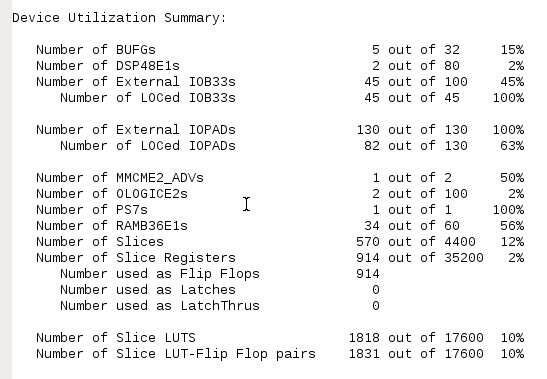 Device Utilization Summary:
Number of BUFGs 5 out of 32 15%
Number of DSP48E1s 2 out of 80 2%
Number of External IOB33s 45 out of 100 45%
Number of LOCed IOB33s 45 out of 45 100%
Number of External IOPADs 130 out of 130 100%
Number of LOCed IOPADs 82 out of 130 63%
Number of MMCME2_ADVs 1 out of 2 50%
Number of OLOGICE2s 2 out of 100 2%
Number of PS7s 1 out of 1 100%
Number of RAMB36E1s 34 out of 60 56%
Number of Slices 570 out of 4400 12%
Number of Slice Registers 914 out of 35200 2%
Number used as Flip Flops 914
Number used as Latches 0
Number used as LatchThrus 0
Number of Slice LUTS 1818 out of 17600 10%
Number of Slice LUT-Flip Flop pairs 1831 out of 17600 10%